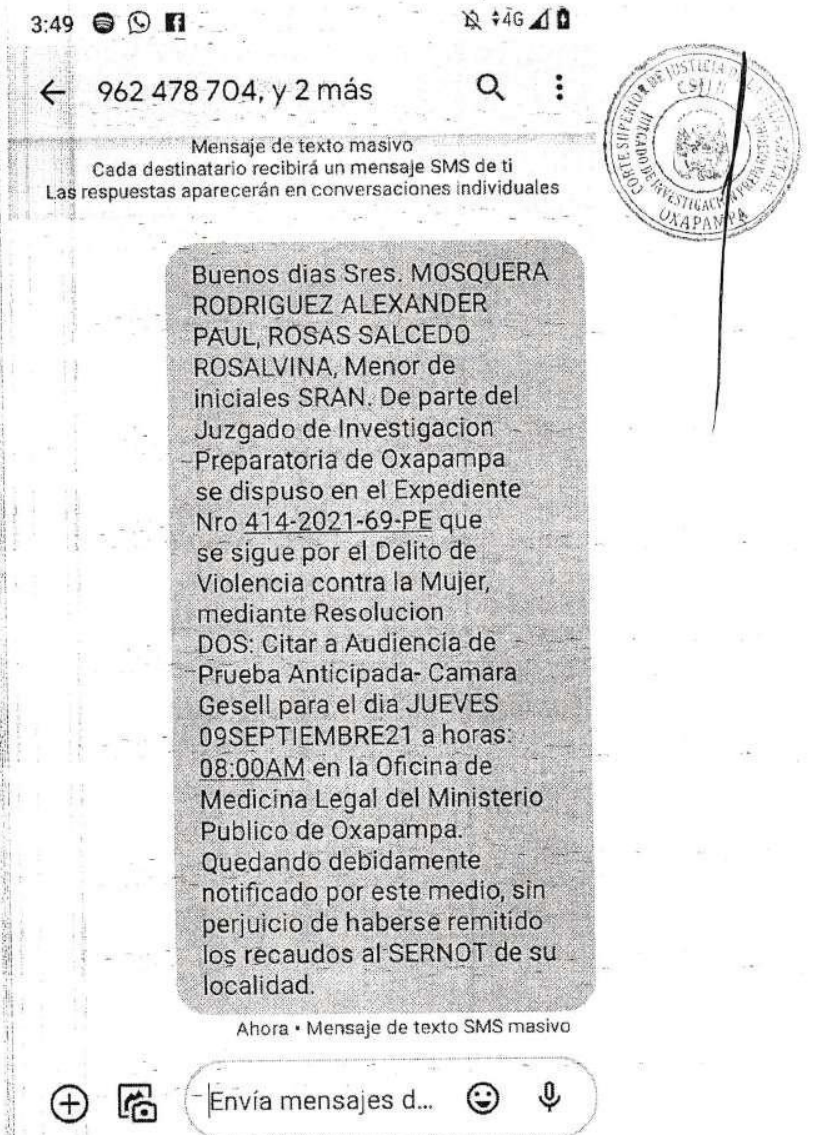 3:49 4G
962 478 704, y 2 más
Mensaje de texto masivo
Cada destinatario recibirá un mensaje SMS de ti
Las respuestas aparecerán en conversaciones individuales
CORTE SUPERIOR DE JUSTICIA
JUZGADO DE INVESTIGACION PREPARATORIA
OXAPAMPA
Buenos dias Sres. MOSQUERA
RODRIGUEZ ALEXANDER
PAUL, ROSAS SALCEDO
ROSALVINA, Menor de
iniciales SRAN. De parte del
Juzgado de Investigacion
Preparatoria de Oxapampa
se dispuso en el Expediente
Nro 414-2021-69-PE que
se sigue por el Delito de
Violencia contra la Mujer,
mediante Resolucion
DOS: Citar a Audiencia de
Prueba Anticipada- Camara
Gesell para el dia JUEVES
09SEPTIEMBRE21 a horas:
08:00AM en la Oficina de
Medicina Legal del Ministerio
Publico de Oxapampa.
Quedando debidamente
notificado por este medio, sin
perjuicio de haberse remitido
los recaudos al SERNOT de su
localidad.
Ahora • Mensaje de texto SMS masivo
Envía mensajes d...